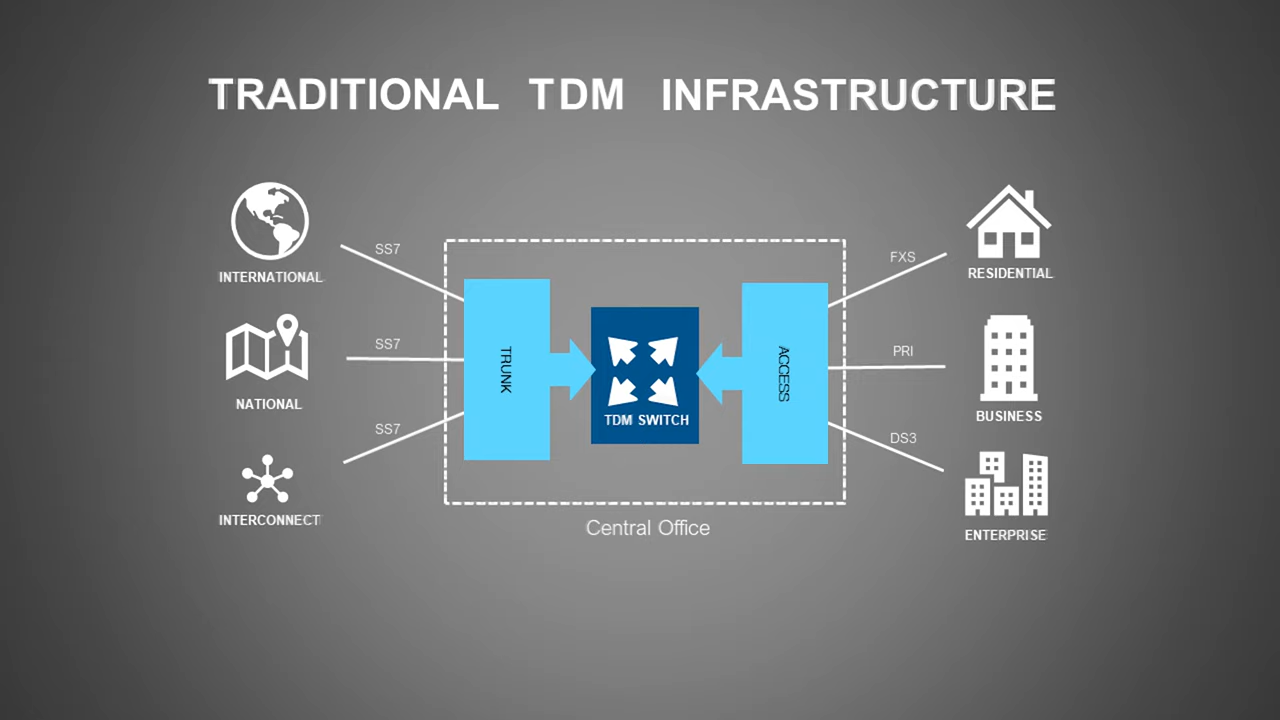 TRADITIONAL TDM INFRASTRUCTURE
INTERNATIONAL
SS7
NATIONAL
SS7
INTERCONNECT
SS7
TRUNK
TDM SWITCH
ACCESS
Central Office
FXS
RESIDENTIAL
PRI
BUSINESS
DS3
ENTERPRISE